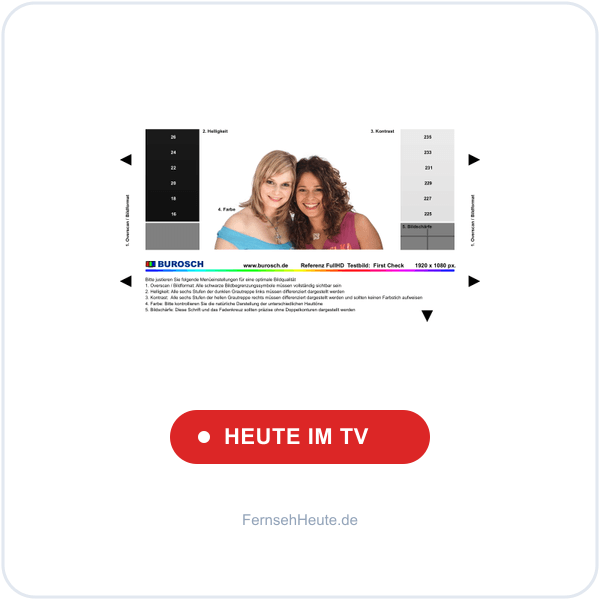 2. Helligkeit
3. Kontrast
26
24
22
20
18
16
235
233
231
229
227
225
4. Farbe
5. Bildschärfe
1. Overscan / Bildformat
1. Overscan / Bildformat
BUROSCH www.burosch.de Referenz FullHD Testbild: First Check 1920 x 1080 px.
Bitte justieren Sie folgende Menüeinstellungen für eine optimale Bildqualität
1. Overscan / Bildformat: Alle schwarze Bildbegrenzungssymbole müssen vollständig sichtbar sein
2. Helligkeit: Alle sechs Stufen der dunklen Grautreppe links müssen differenziert dargestellt werden
3. Kontrast: Alle sechs Stufen der hellen Grautreppe rechts müssen differenziert dargestellt werden und sollten keinen Farbstich aufweisen
4. Farbe: Bitte kontrollieren Sie die natürliche Darstellung der unterschiedlichen Hauttöne
5. Bildschärfe: Diese Schrift und das Fadenkreuz sollten präzise ohne Doppelkonturen dargestellt werden
HEUTE IM TV
FernsehHeute.de